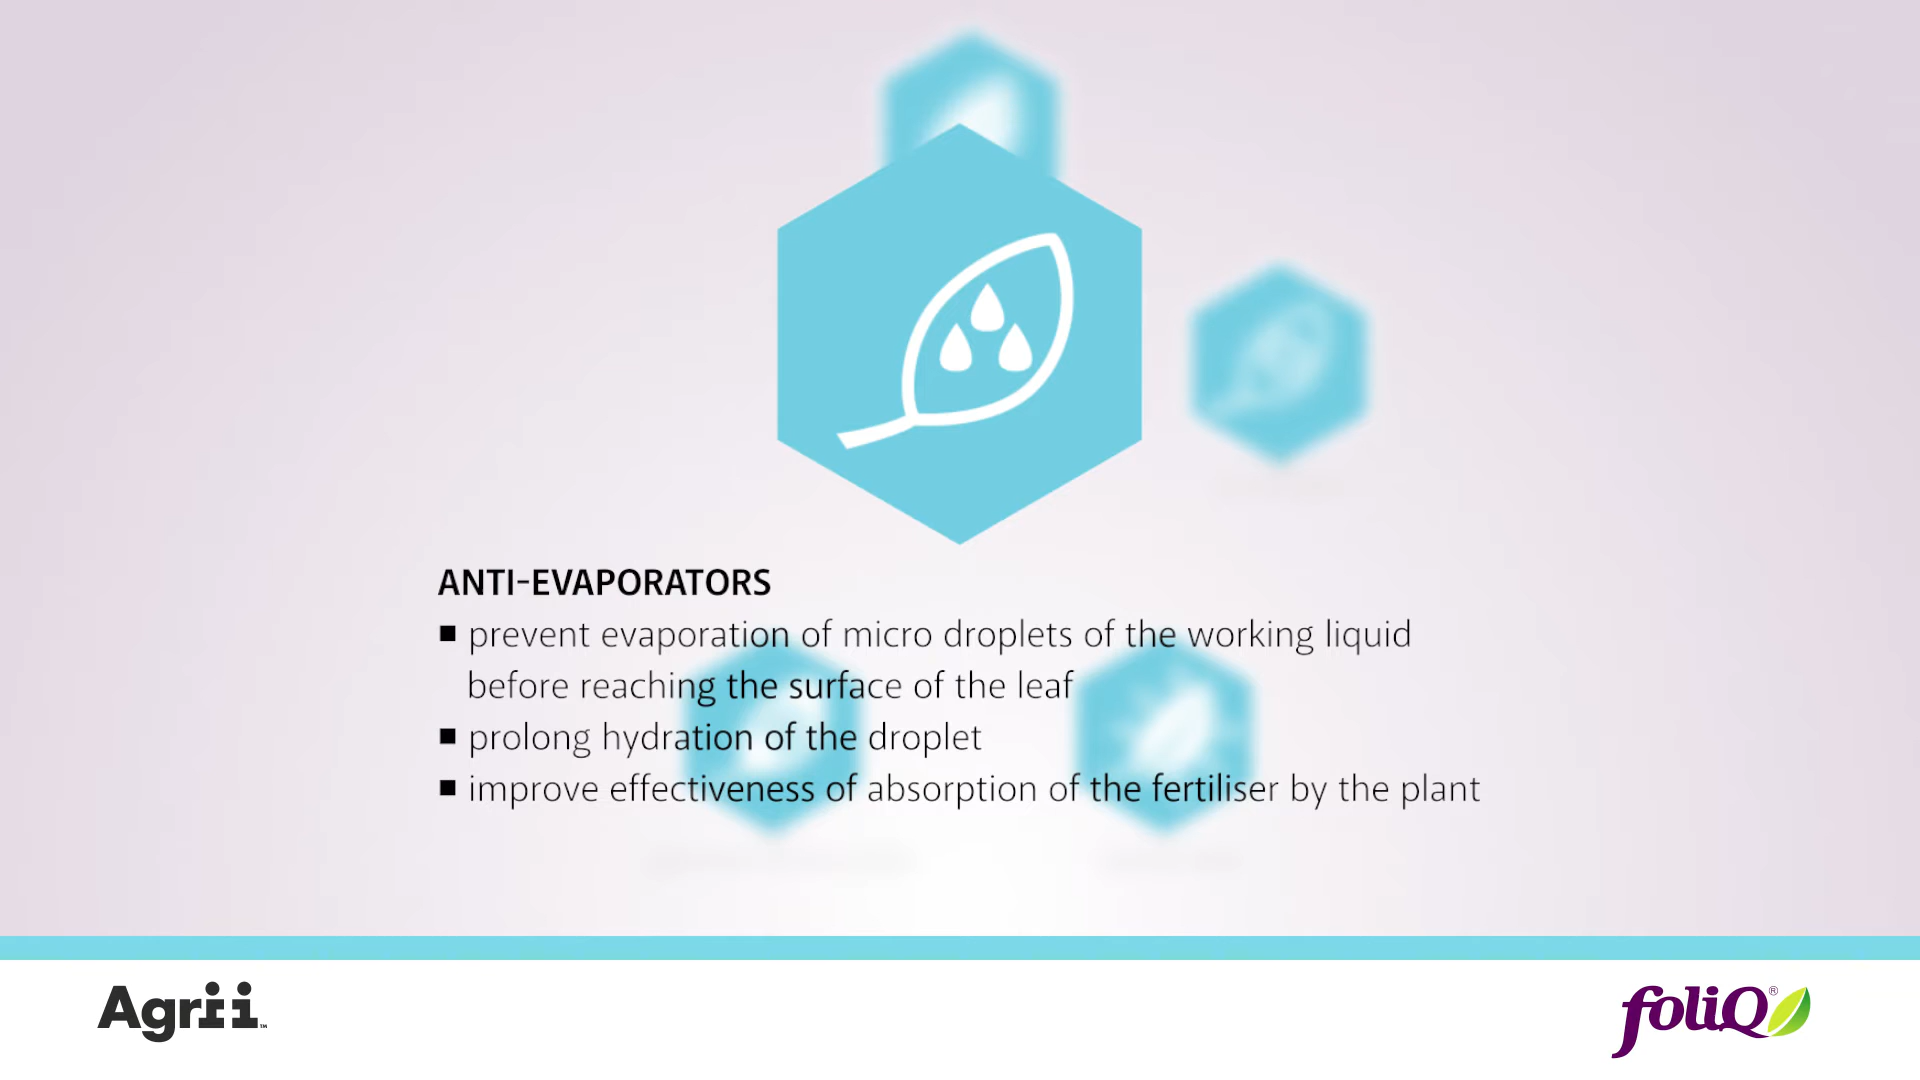 ANTI-EVAPORATORS
■ prevent evaporation of micro droplets of the working liquid
before reaching the surface of the leaf
■ prolong hydration of the droplet
■ improve effectiveness of absorption of the fertiliser by the plant
Agrii™
foliQ®